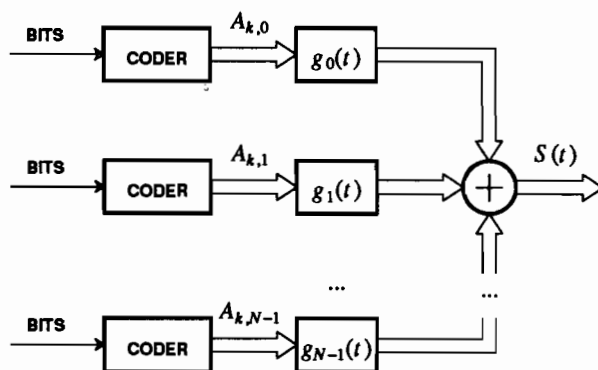 BITS
CODER
A_{k,0}
g_0(t)
BITS
CODER
A_{k,1}
g_1(t)
+
S(t)
...
...
BITS
CODER
A_{k,N-1}
g_{N-1}(t)